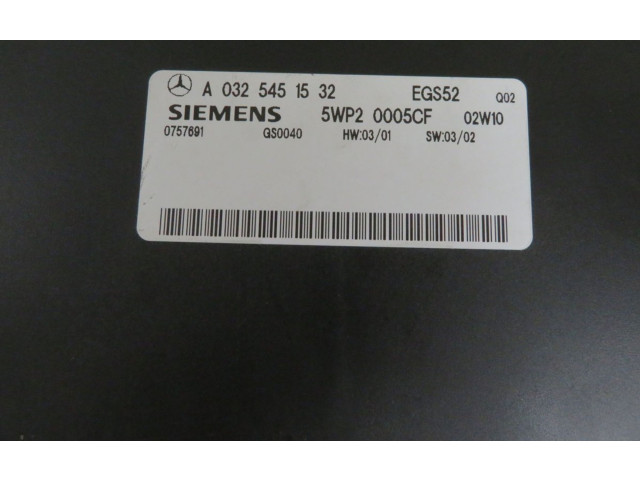 A 032 545 15 32 EGS52 Q02
SIEMENS 5WP2 0005CF 02W10
0757691 GS0040 HW:03/01 SW:03/02